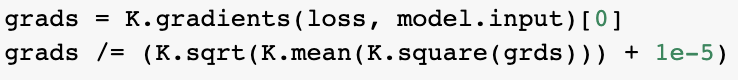 grads = K.gradients(loss, model.input)[0]
grads /= (K.sqrt(K.mean(K.square(grds))) + 1e-5)